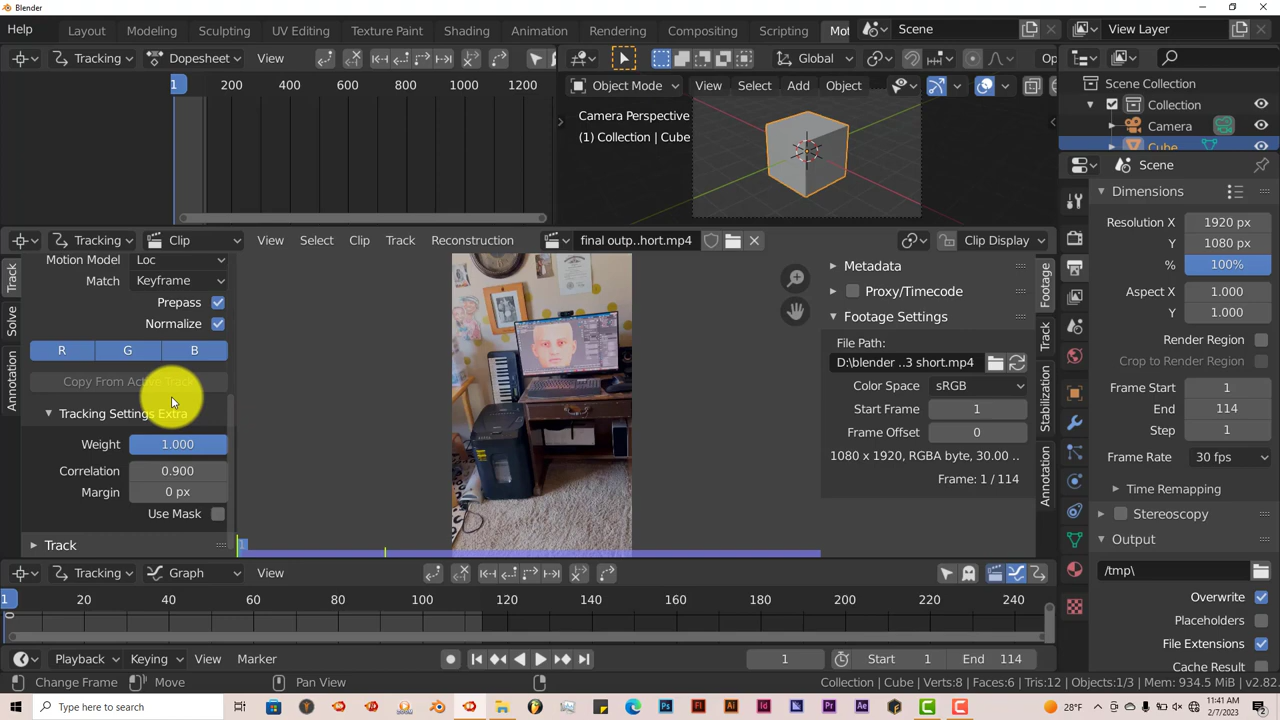 Blender
Help Layout Modeling Sculpting UV Editing Texture Paint Shading Animation Rendering Compositing Scripting Mot Scene View Layer
Tracking Dopesheet View Global Op
1 200 400 600 800 1000 1200
Object Mode View Select Add Object
Camera Perspective
(1) Collection | Cube
Scene Collection
Collection
Camera
Cube
Scene
Dimensions
Resolution X 1920 px
Y 1080 px
% 100%
Aspect X 1.000
Y 1.000
Render Region
Crop to Render Region
Frame Start 1
End 114
Step 1
Frame Rate 30 fps
Time Remapping
Stereoscopy
Output
/tmp\
Overwrite
Placeholders
File Extensions
Cache Result
Tracking Clip View Select Clip Track Reconstruction final outp..hort.mp4 Clip Display
Track
Solve
Annotation
Motion Model Loc
Match Keyframe
Prepass
Normalize
R G B
Copy From Active Track
Tracking Settings Extra
Weight 1.000
Correlation 0.900
Margin 0 px
Use Mask
Track
1
Metadata
Proxy/Timecode
Footage Settings
File Path:
D:\blender ..3 short.mp4
Color Space sRGB
Start Frame 1
Frame Offset 0
1080 x 1920, RGBA byte, 30.00 ..
Frame: 1 / 114
Footage
Track
Stabilization
Annotation
Tracking Graph View
1 20 40 60 80 100 120 140 160 180 200 220 240
0
Playback Keying View Marker 1 Start 1 End 114
Change Frame Move Pan View Collection | Cube | Verts:8 | Faces:6 | Tris:12 | Objects:1/3 | Mem: 934.5 MiB | v2.82.
Type here to search 28°F 11:41 AM
2/7/2023